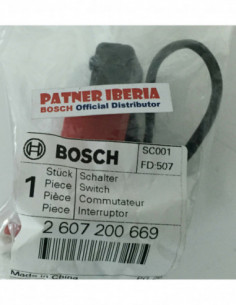 PATNER IBERIA
BOSCH Official Distributor
BOSCH
SC001
FD-507
1
Stück Schalter
Piece Switch
Pièce Commutateur
Piece Interruptor
2 607 200 669
Made in China